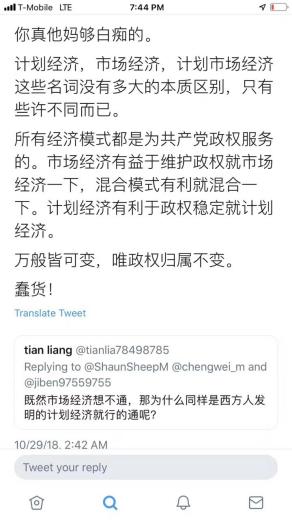 T-Mobile LTE 7:44 PM
你真他妈够白痴的。
计划经济，市场经济，计划市场经济
这些名词没有多大的本质区别，只有
些许不同而已。
所有经济模式都是为共产党政权服务
的。市场经济有益于维护政权就市场
经济一下，混合模式有利就混合一
下。计划经济有利于政权稳定就计划
经济。
万般皆可变，唯政权归属不变。
蠢货！
Translate Tweet
tian liang @tianlia78498785
Replying to @ShaunSheepM @chengwei_m and
@jiben97559755
既然市场经济想不通，那为什么同样是西方人发
明的计划经济就行的通呢？
10/29/18, 2:42 AM
Tweet your reply